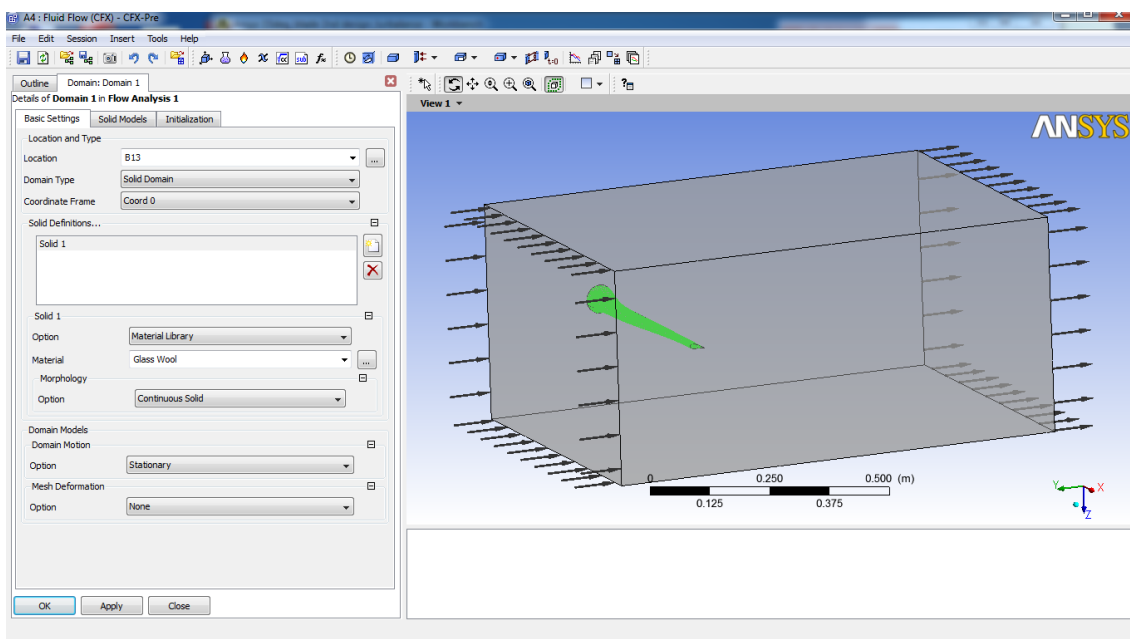 A4 : Fluid Flow (CFX) - CFX-Pre
File Edit Session Insert Tools Help
Outline Domain: Domain 1
Details of Domain 1 in Flow Analysis 1
Basic Settings Solid Models Initialization
Location and Type
Location B13 ...
Domain Type Solid Domain
Coordinate Frame Coord 0
Solid Definitions...
Solid 1
Solid 1
Option Material Library
Material Glass Wool ...
Morphology
Option Continuous Solid
Domain Models
Domain Motion
Option Stationary
Mesh Deformation
Option None
OK Apply Close
View 1
ANSYS
0 0.250 0.500 (m)
0.125 0.375
Y X
Z